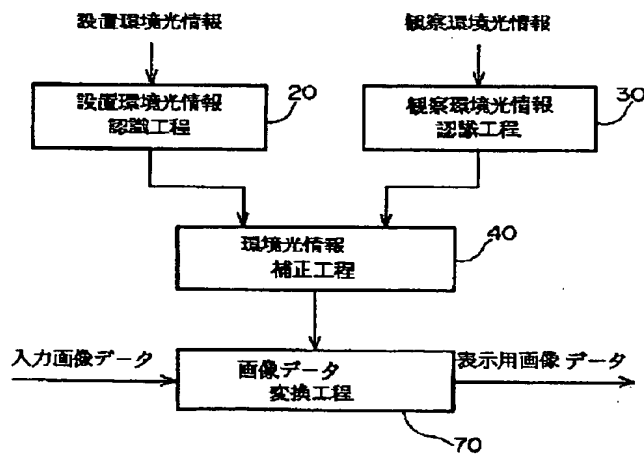 設置環境光情報
観察環境光情報
設置環境光情報
認識工程
20
観察環境光情報
認識工程
30
環境光情報
補正工程
40
入力画像データ
画像データ
変換工程
表示用画像データ
70